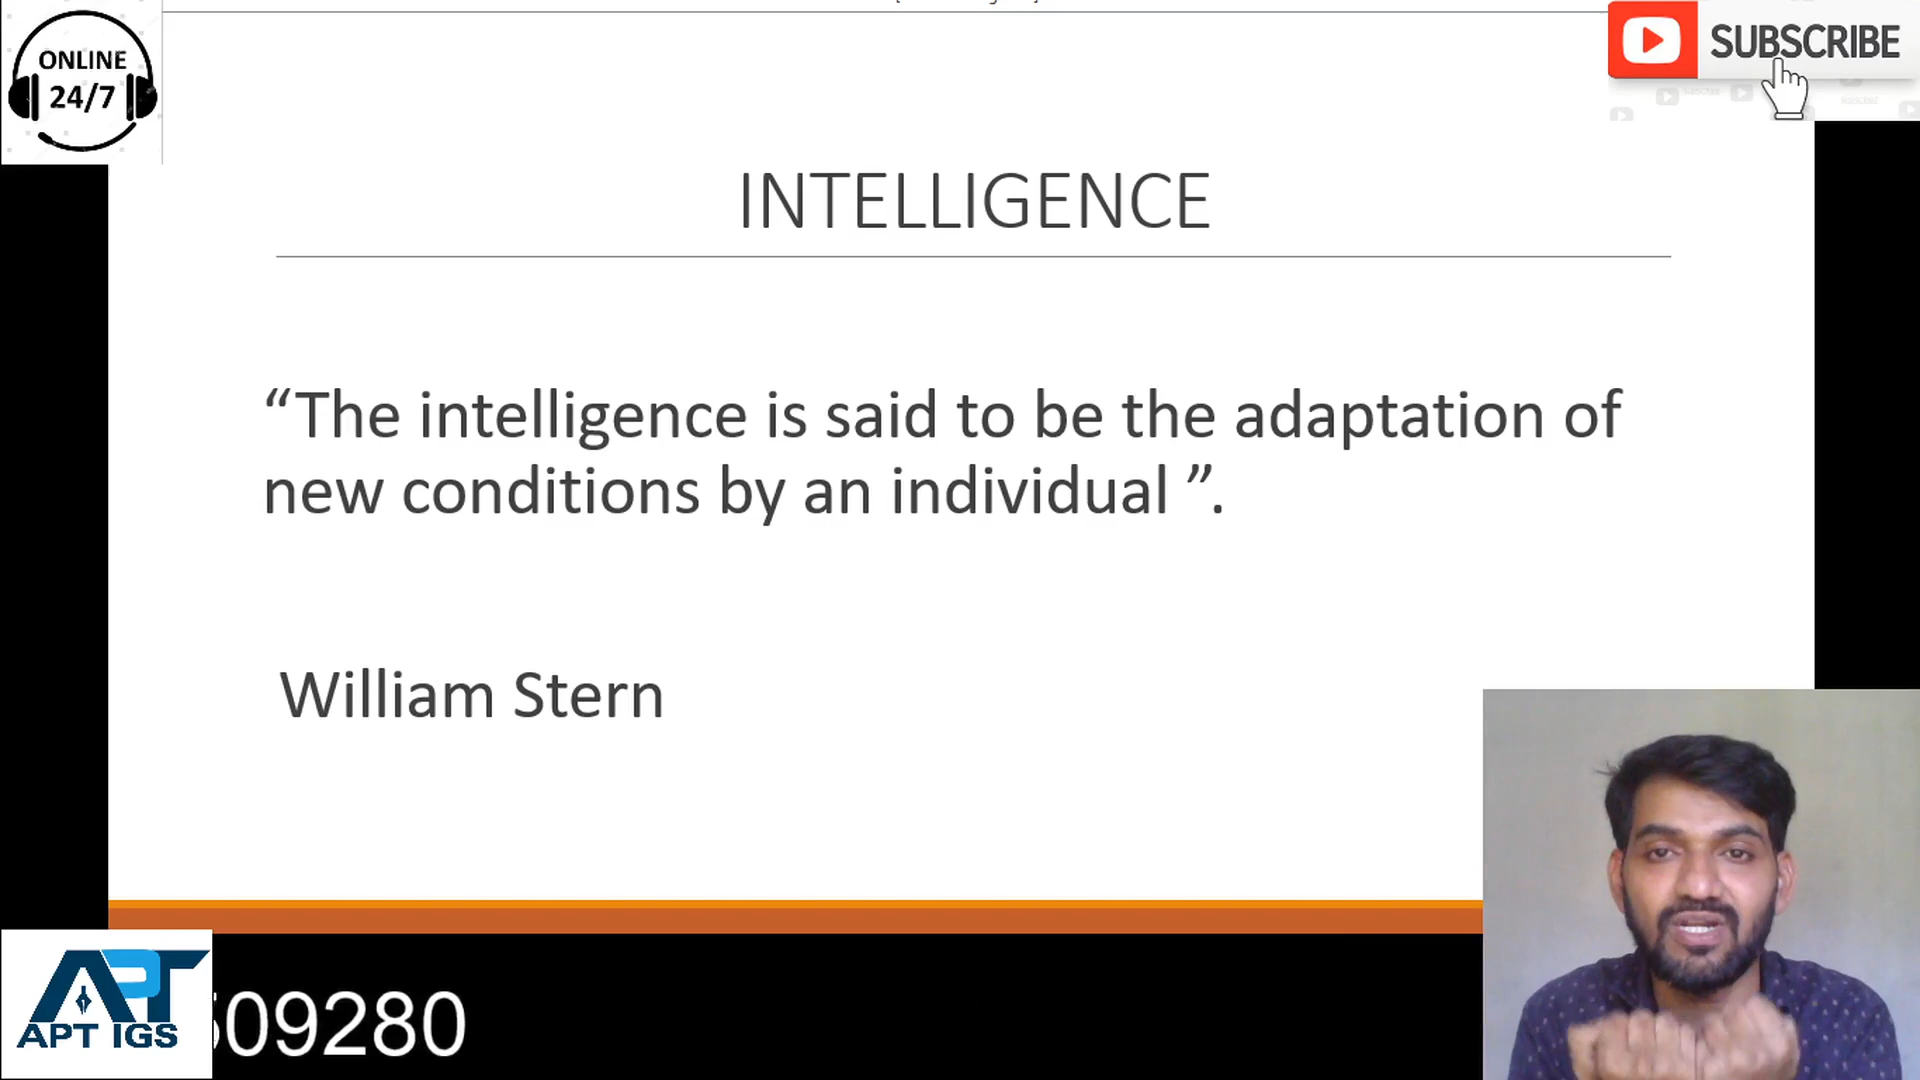 ONLINE
24/7
SUBSCRIBE
INTELLIGENCE
“The intelligence is said to be the adaptation of
new conditions by an individual ”.
William Stern
APT
APT IGS
09280